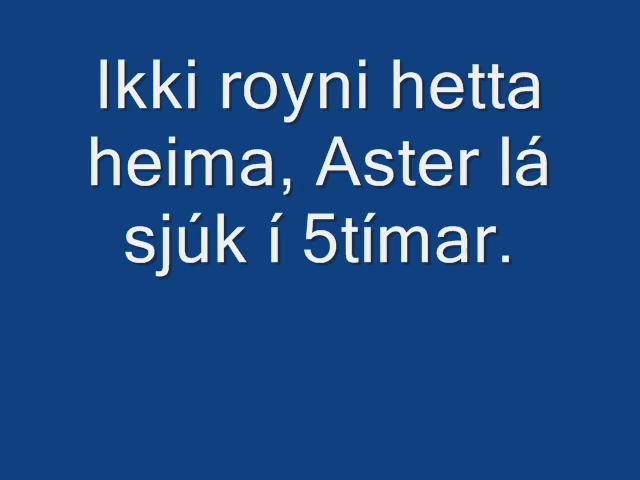 Ikki royni hetta
heima, Aster lá
sjúk í 5tímar.